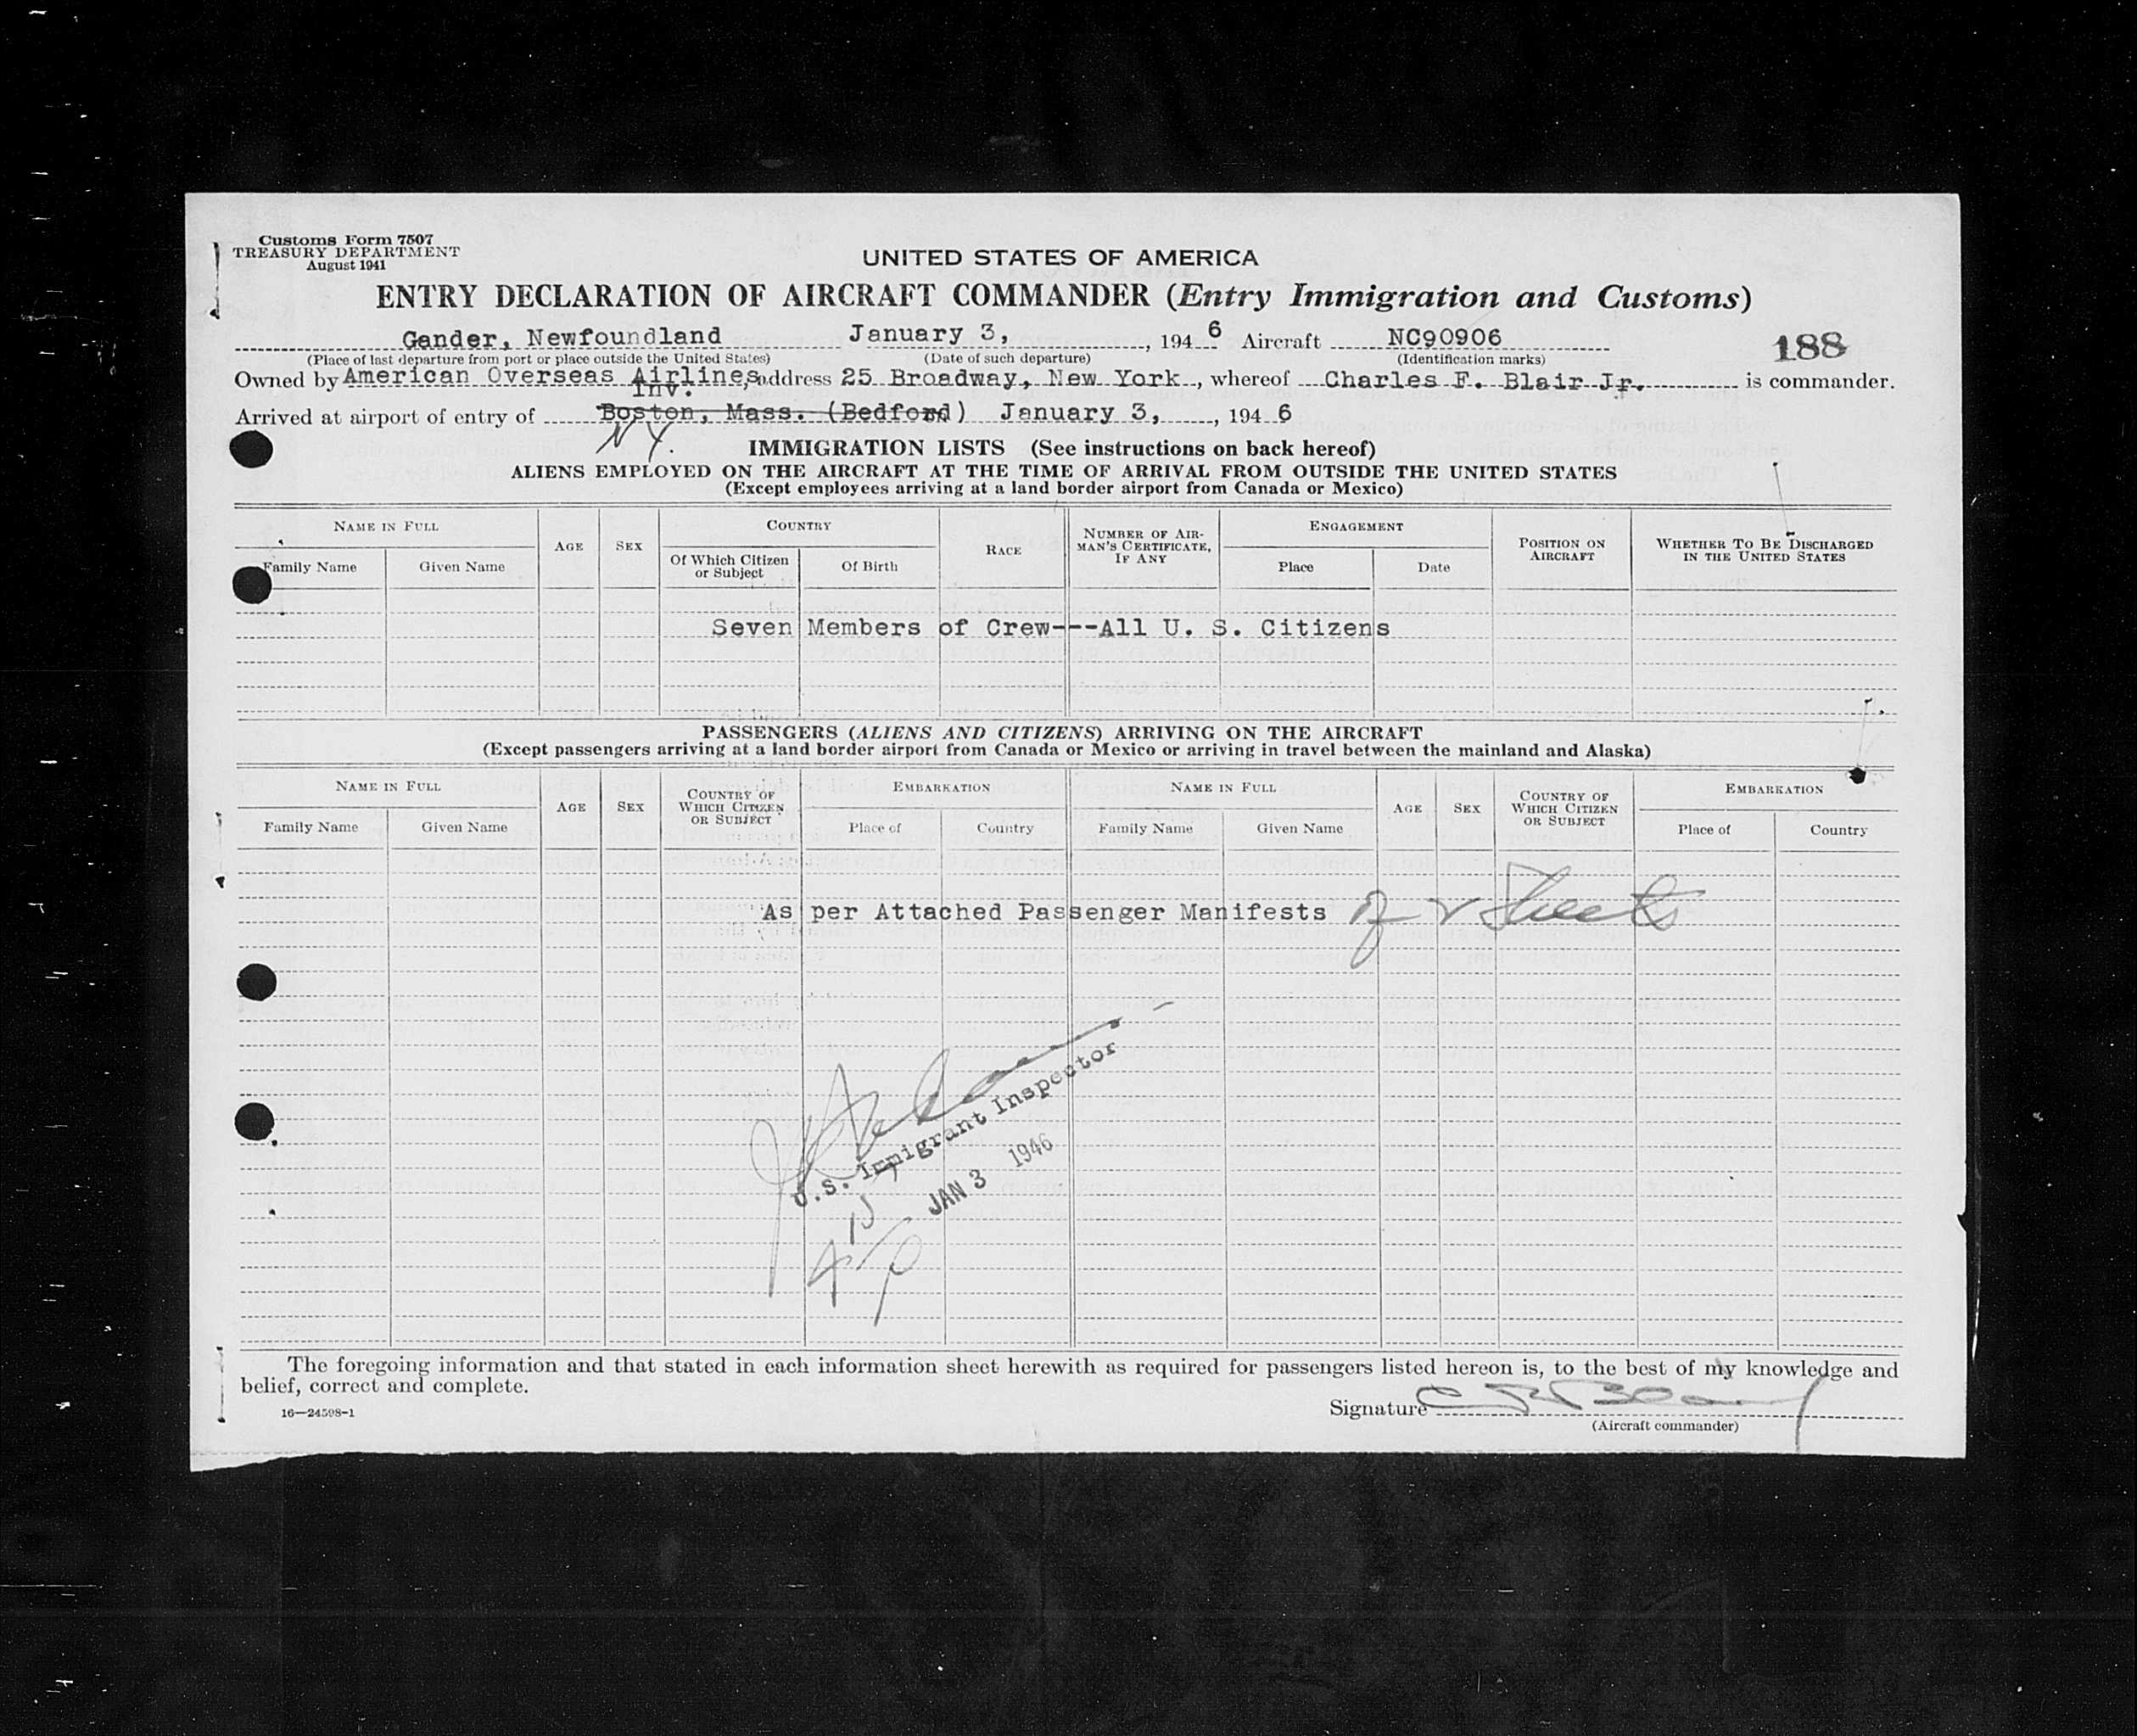 Customs Form 7507
TREASURY DEPARTMENT
August 1941
UNITED STATES OF AMERICA
ENTRY DECLARATION OF AIRCRAFT COMMANDER (Entry Immigration and Customs)
Gander, Newfoundland January 3, , 194 6 Aircraft NC90906 188
(Place of last departure from port or place outside the United States) (Date of such departure) (Identification marks)
Owned by American Overseas Airlines, address 25 Broadway, New York, whereof Charles F. Blair Jr. is commander.
Inv.
Arrived at airport of entry of Boston, Mass. (Bedford) January 3, , 194 6
N.Y.
IMMIGRATION LISTS (See instructions on back hereof)
ALIENS EMPLOYED ON THE AIRCRAFT AT THE TIME OF ARRIVAL FROM OUTSIDE THE UNITED STATES
(Except employees arriving at a land border airport from Canada or Mexico)
NAME IN FULL AGE SEX COUNTRY RACE NUMBER OF AIRMAN'S CERTIFICATE, IF ANY ENGAGEMENT POSITION ON AIRCRAFT WHETHER TO BE DISCHARGED IN THE UNITED STATES
Family Name Given Name Of Which Citizen or Subject Of Birth Place Date
Seven Members of Crew---All U. S. Citizens
PASSENGERS (ALIENS AND CITIZENS) ARRIVING ON THE AIRCRAFT
(Except passengers arriving at a land border airport from Canada or Mexico or arriving in travel between the mainland and Alaska)
NAME IN FULL AGE SEX COUNTRY OF WHICH CITIZEN OR SUBJECT EMBARKATION NAME IN FULL AGE SEX COUNTRY OF WHICH CITIZEN OR SUBJECT EMBARKATION
Family Name Given Name Place of Country Family Name Given Name Place of Country
As per Attached Passenger Manifests of 2 Sheets
U.S. Immigrant Inspector
JAN 3 1946
The foregoing information and that stated in each information sheet herewith as required for passengers listed hereon is, to the best of my knowledge and
belief, correct and complete.
16—24598-1
Signature C F Blair Jr
(Aircraft commander)